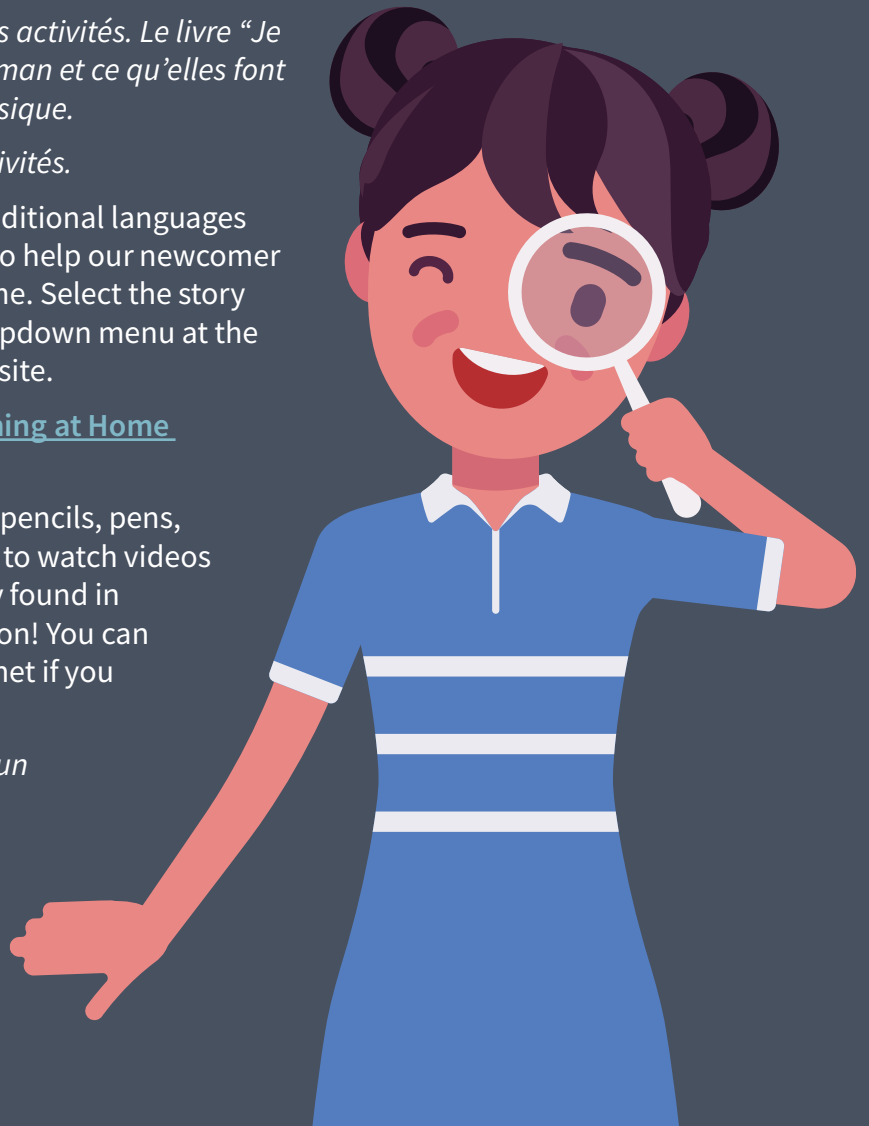 s activités. Le livre “Je
man et ce qu’elles font
sique.
ivités.
ditional languages
o help our newcomer
ne. Select the story
pdown menu at the
site.
ning at Home
pencils, pens,
to watch videos
y found in
on! You can
net if you
un